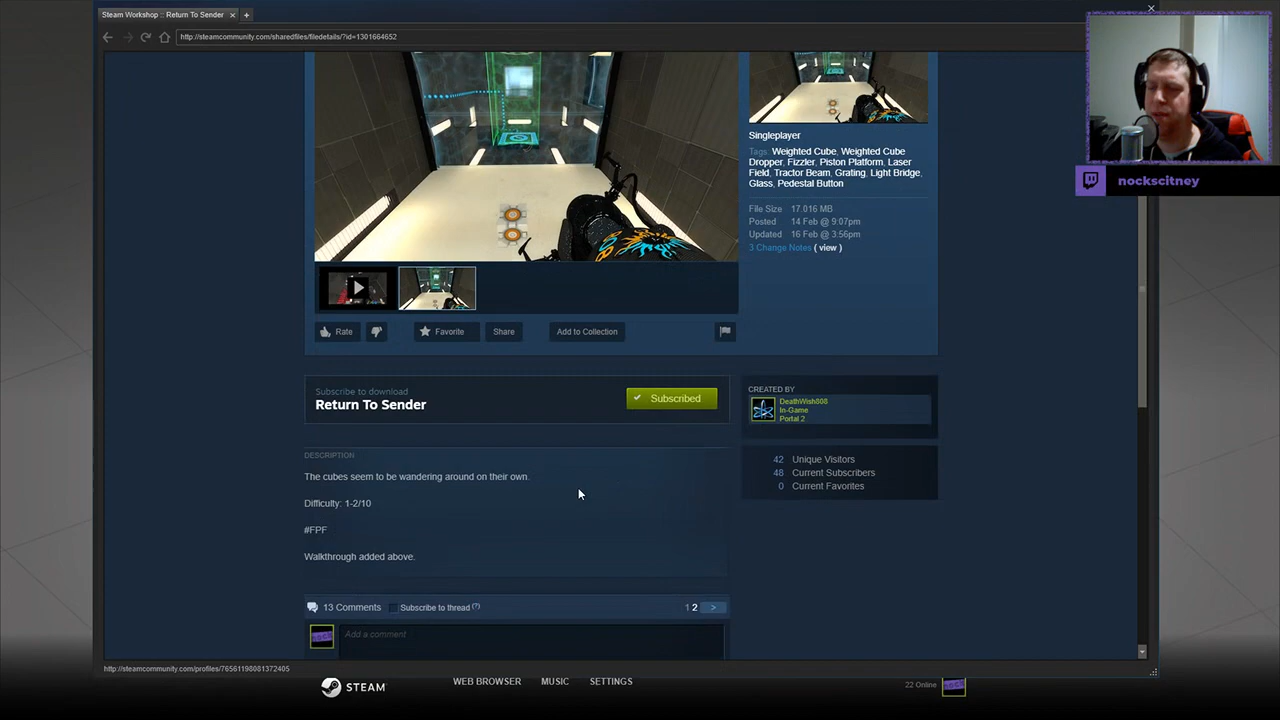 Steam Workshop :: Return To Sender
http://steamcommunity.com/sharedfiles/filedetails/?id=1301664652
nockscitney
Singleplayer
Tags: Weighted Cube, Weighted Cube
Dropper, Fizzler, Piston Platform, Laser
Field, Tractor Beam, Grating, Light Bridge,
Glass, Pedestal Button
File Size 17.016 MB
Posted 14 Feb @ 9:07pm
Updated 16 Feb @ 3:56pm
3 Change Notes ( view )
Rate
Favorite
Share
Add to Collection
Subscribe to download
Return To Sender
Subscribed
CREATED BY
DeathWish808
In-Game
Portal 2
42 Unique Visitors
48 Current Subscribers
0 Current Favorites
DESCRIPTION
The cubes seem to be wandering around on their own.
Difficulty: 1-2/10
#FPF
Walkthrough added above.
13 Comments
Subscribe to thread (?)
1 2 >
Add a comment
http://steamcommunity.com/profiles/76561198081372405
STEAM
WEB BROWSER
MUSIC
SETTINGS
22 Online